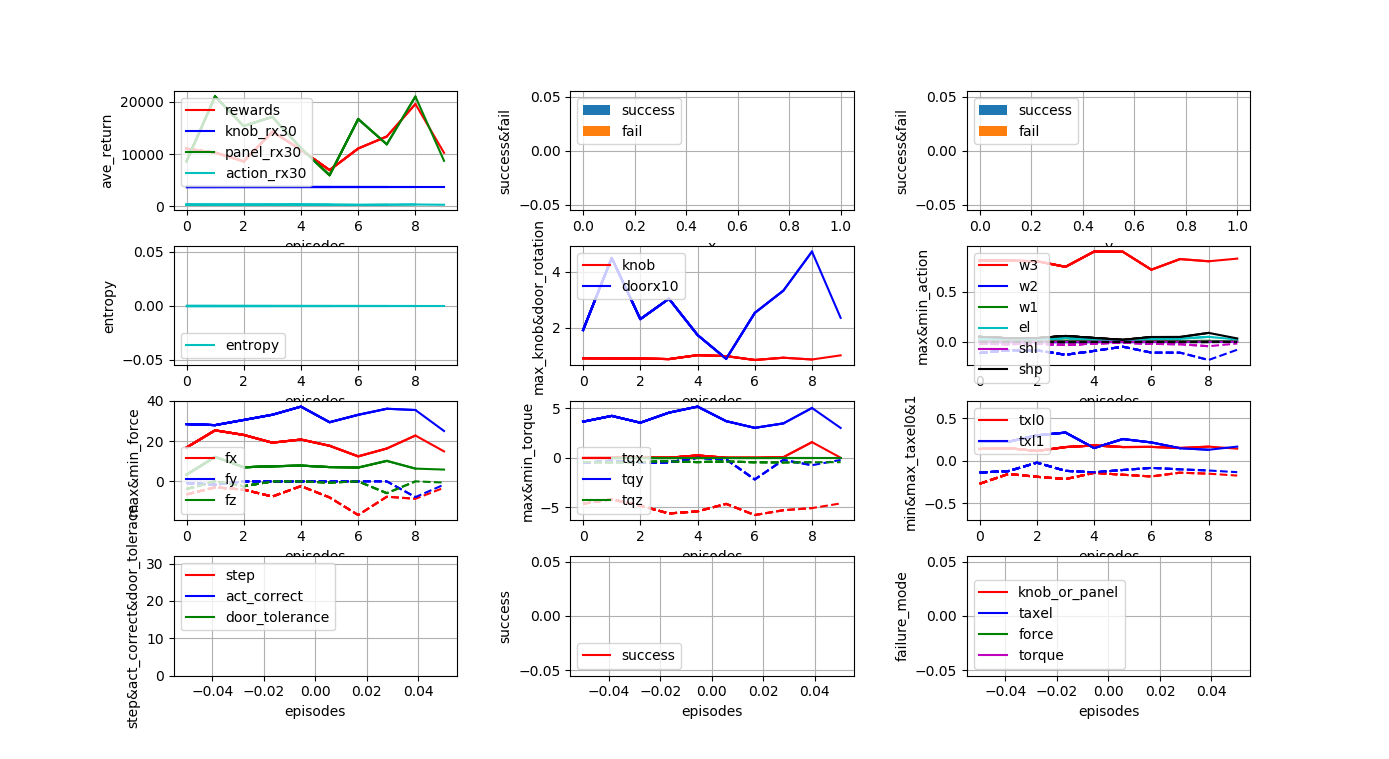 ave_return
20000
10000
0
rewards
knob_rx30
panel_rx30
action_rx30
0 2 4 6 8
episodes
success&fail
0.05
0.00
−0.05
success
fail
0.0 0.2 0.4 0.6 0.8 1.0
x
success&fail
0.05
0.00
−0.05
success
fail
0.0 0.2 0.4 0.6 0.8 1.0
y
entropy
0.05
0.00
−0.05
entropy
0 2 4 6 8
max_knob&door_rotation
4
2
knob
doorx10
0 2 4 6 8
episodes
max&min_action
0.5
0.0
w3
w2
w1
el
shl
shp
0 2 4 6 8
episodes
max&min_force
40
20
0
fx
fy
fz
0 2 4 6 8
episodes
max&min_torque
5
0
−5
tqx
tqy
tqz
0 2 4 6 8
episodes
min&max_taxel0&1
0.5
0.0
−0.5
txl0
txl1
0 2 4 6 8
episodes
step&act_correct&door_tolerance
30
20
10
0
step
act_correct
door_tolerance
−0.04 −0.02 0.00 0.02 0.04
episodes
success
0.05
0.00
−0.05
success
−0.04 −0.02 0.00 0.02 0.04
episodes
failure_mode
0.05
0.00
−0.05
knob_or_panel
taxel
force
torque
−0.04 −0.02 0.00 0.02 0.04
episodes